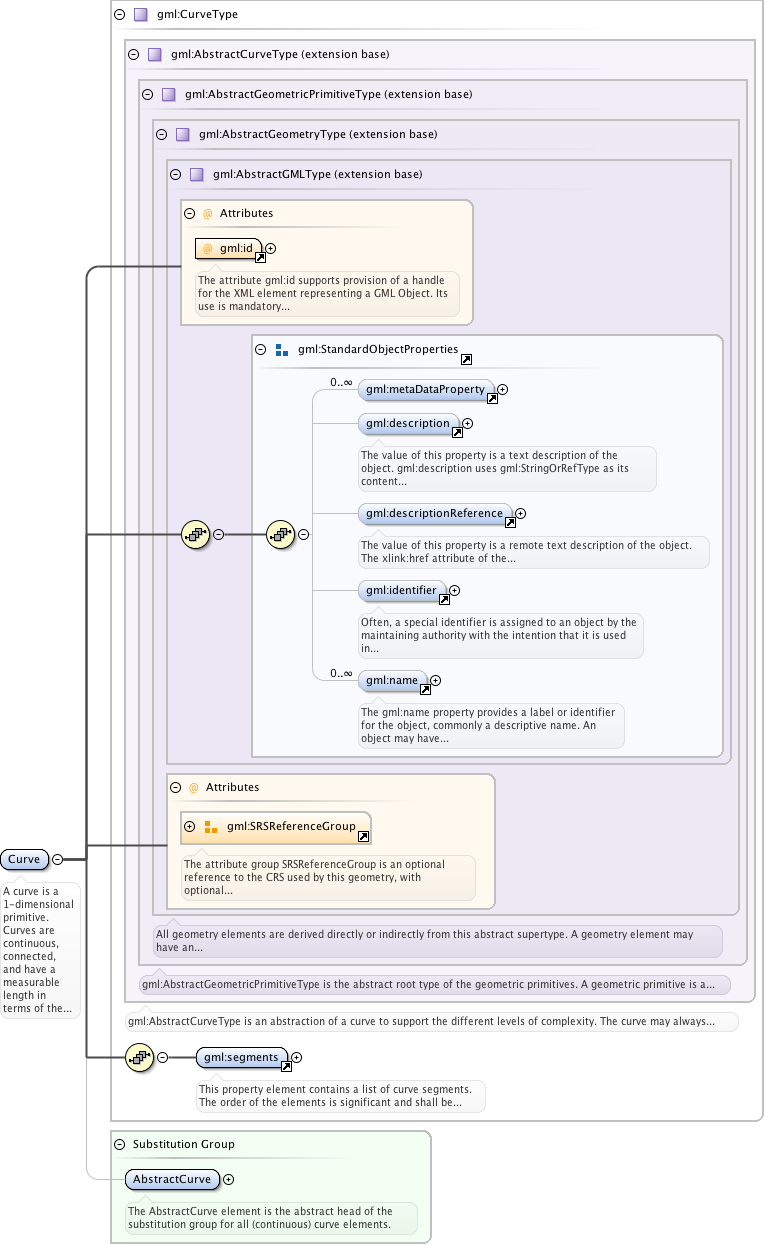 gml:CurveType
gml:AbstractCurveType (extension base)
gml:AbstractGeometricPrimitiveType (extension base)
gml:AbstractGeometryType (extension base)
gml:AbstractGMLType (extension base)
@ Attributes
@ gml:id
The attribute gml:id supports provision of a handle
for the XML element representing a GML Object. Its
use is mandatory...
gml:StandardObjectProperties
0..∞
gml:metaDataProperty
gml:description
The value of this property is a text description of the
object. gml:description uses gml:StringOrRefType as its
content...
gml:descriptionReference
The value of this property is a remote text description of the object.
The xlink:href attribute of the...
gml:identifier
Often, a special identifier is assigned to an object by the
maintaining authority with the intention that it is used
in...
0..∞
gml:name
The gml:name property provides a label or identifier
for the object, commonly a descriptive name. An
object may have...
@ Attributes
gml:SRSReferenceGroup
The attribute group SRSReferenceGroup is an optional
reference to the CRS used by this geometry, with
optional...
Curve
A curve is a
1-dimensional
primitive.
Curves are
continuous,
connected,
and have a
measurable
length in
terms of the...
All geometry elements are derived directly or indirectly from this abstract supertype. A geometry element may
have an...
gml:AbstractGeometricPrimitiveType is the abstract root type of the geometric primitives. A geometric primitive is a...
gml:AbstractCurveType is an abstraction of a curve to support the different levels of complexity. The curve may always...
gml:segments
This property element contains a list of curve segments.
The order of the elements is significant and shall be...
Substitution Group
AbstractCurve
The AbstractCurve element is the abstract head of the
substitution group for all (continuous) curve elements.